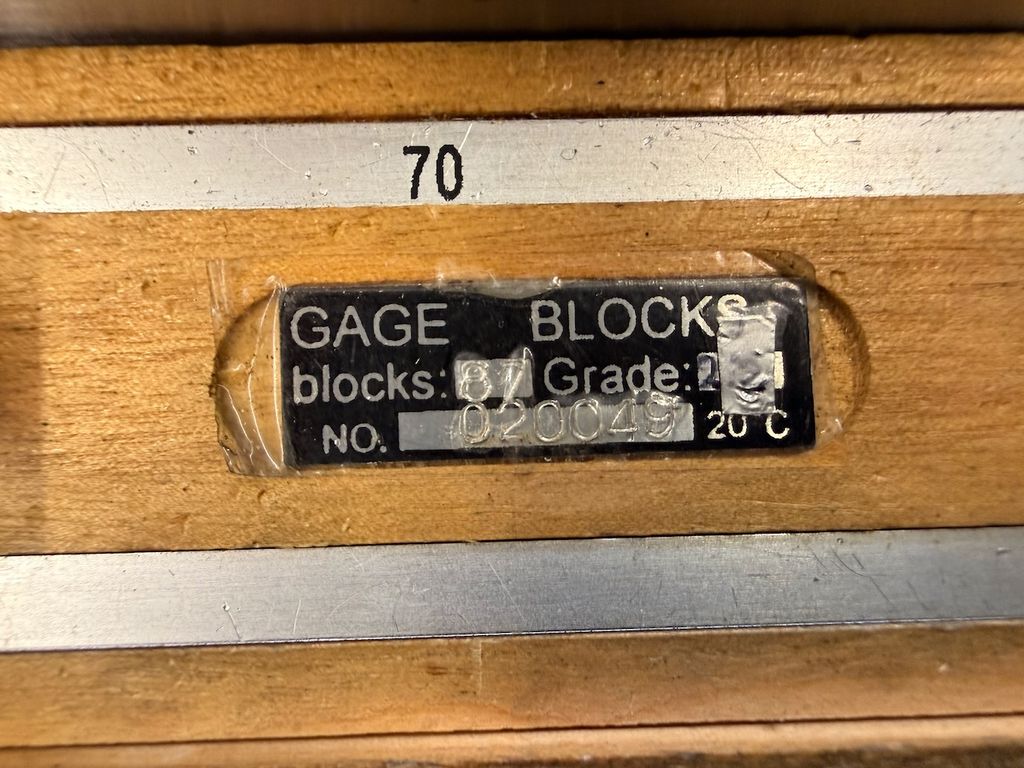 70
GAGE BLOCKS
blocks: 87 Grade:
NO. 020049 20 °C